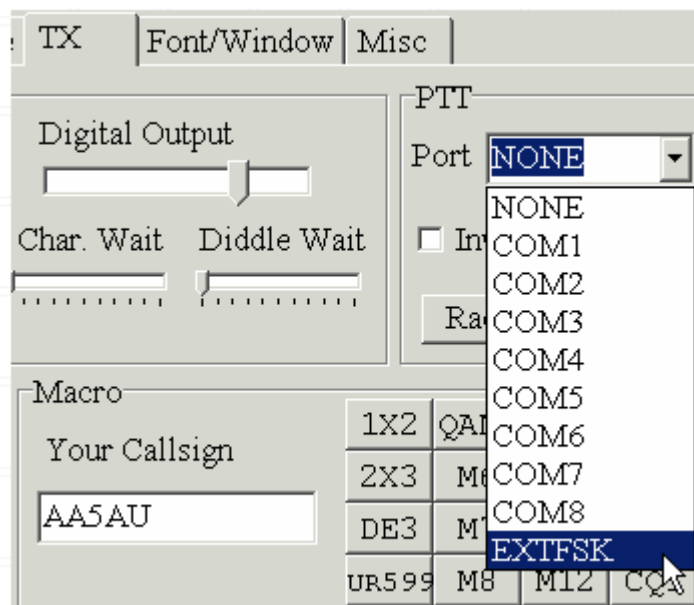 TX Font/Window Misc
Digital Output
Char. Wait Diddle Wait
PTT
Port NONE
NONE
COM1
COM2
COM3
COM4
COM5
COM6
COM7
COM8
EXTFSK
Macro
Your Callsign
AA5AU
1X2
2X3
DE3
UR599 M8 M12